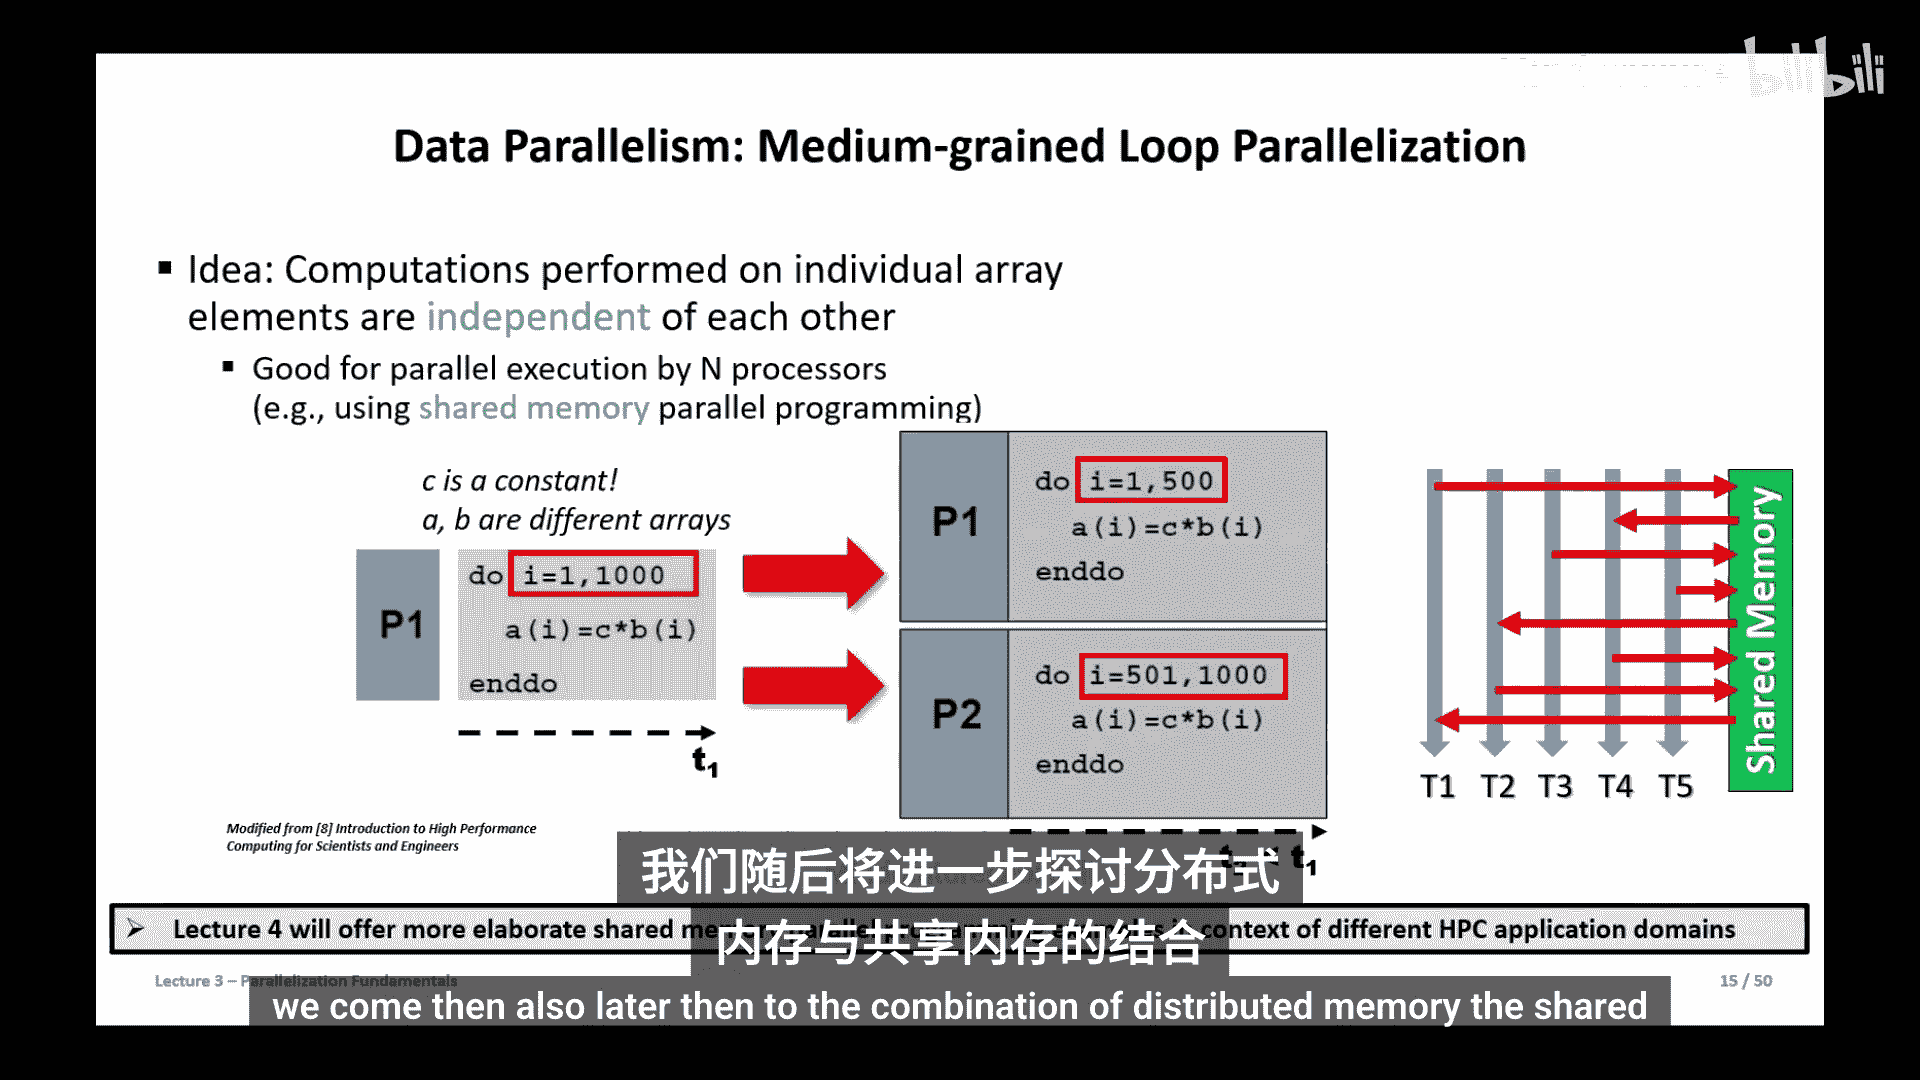 bilibili
Data Parallelism: Medium-grained Loop Parallelization
▪ Idea: Computations performed on individual array
elements are independent of each other
▪ Good for parallel execution by N processors
(e.g., using shared memory parallel programming)
c is a constant!
a, b are different arrays
P1
do i=1,1000
a(i)=c*b(i)
enddo
t1
P1
do i=1,500
a(i)=c*b(i)
enddo
P2
do i=501,1000
a(i)=c*b(i)
enddo
t1
Shared Memory
T1 T2 T3 T4 T5
Modified from [8] Introduction to High Performance
Computing for Scientists and Engineers
我们随后将进一步探讨分布式
内存与共享内存的结合
Lecture 4 will offer more elaborate shared context of different HPC application domains
Lecture 3 – Parallelization Fundamentals
15 / 50
we come then also later then to the combination of distributed memory the shared